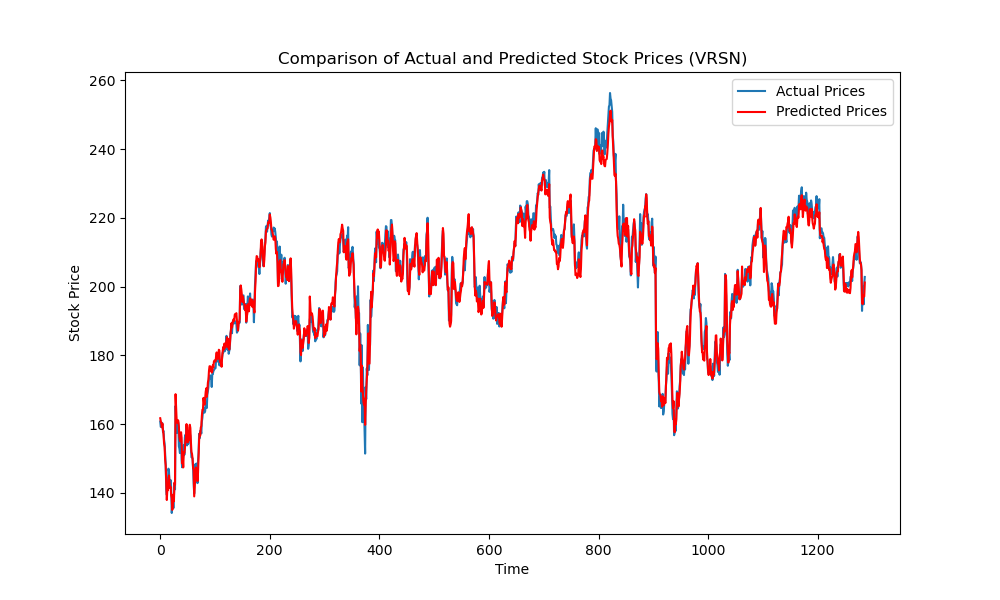 Comparison of Actual and Predicted Stock Prices (VRSN)
Actual Prices
Predicted Prices
260
240
220
200
180
160
140
Stock Price
0 200 400 600 800 1000 1200
Time